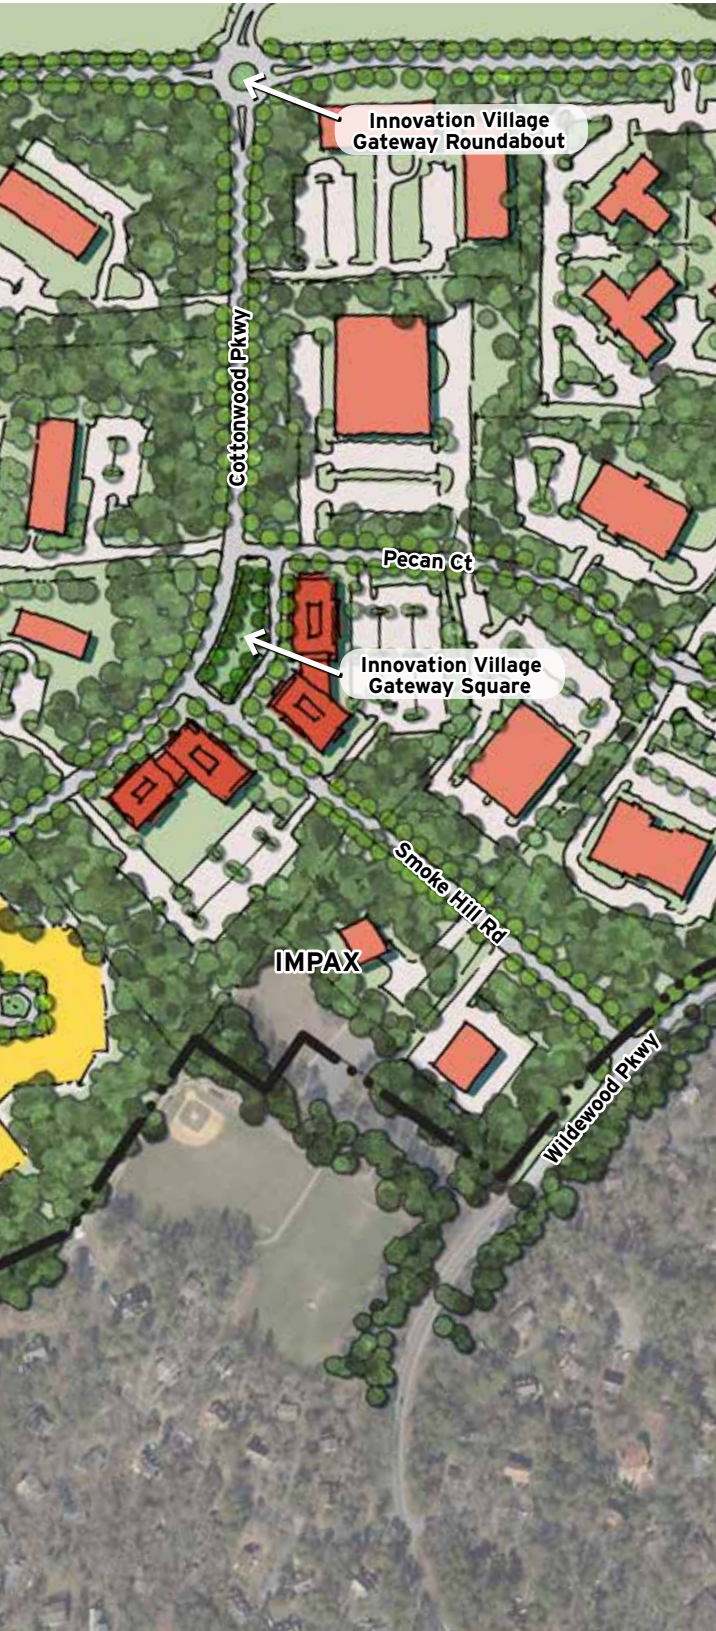 Innovation Village
Gateway Roundabout
Cottonwood Pkwy
Pecan Ct
Innovation Village
Gateway Square
Smoke Hill Rd
IMPAX
Wildewood Pkwy